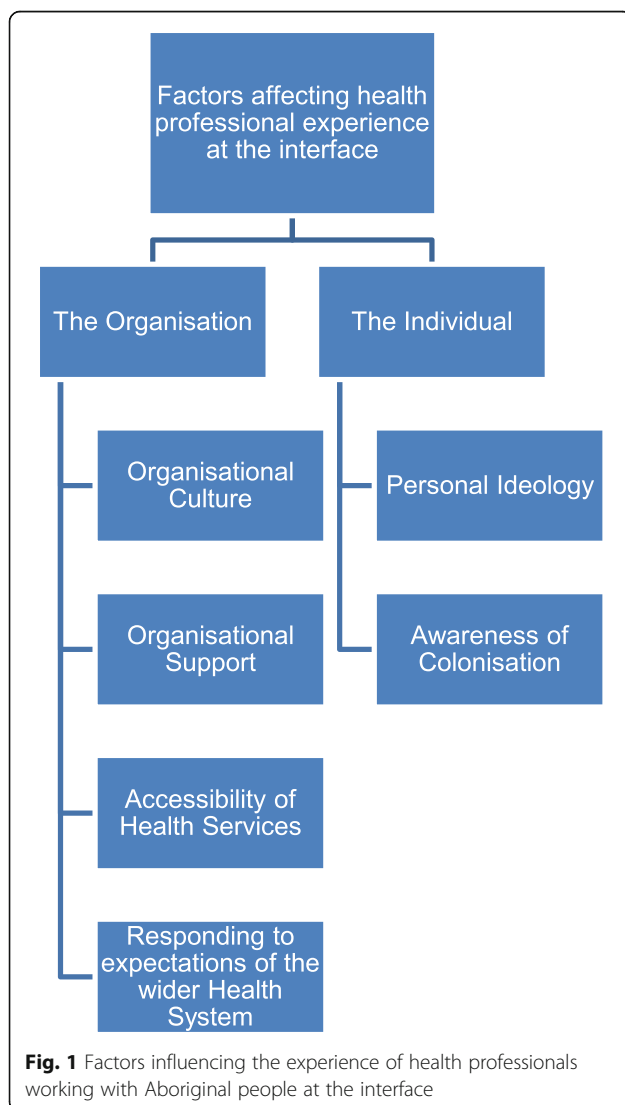 Factors affecting health
professional experience
at the interface
The Organisation
The Individual
Organisational
Culture
Personal Ideology
Organisational
Support
Awareness of
Colonisation
Accessibility of
Health Services
Responding to
expectations of the
wider Health
System
Fig. 1 Factors influencing the experience of health professionals
working with Aboriginal people at the interface